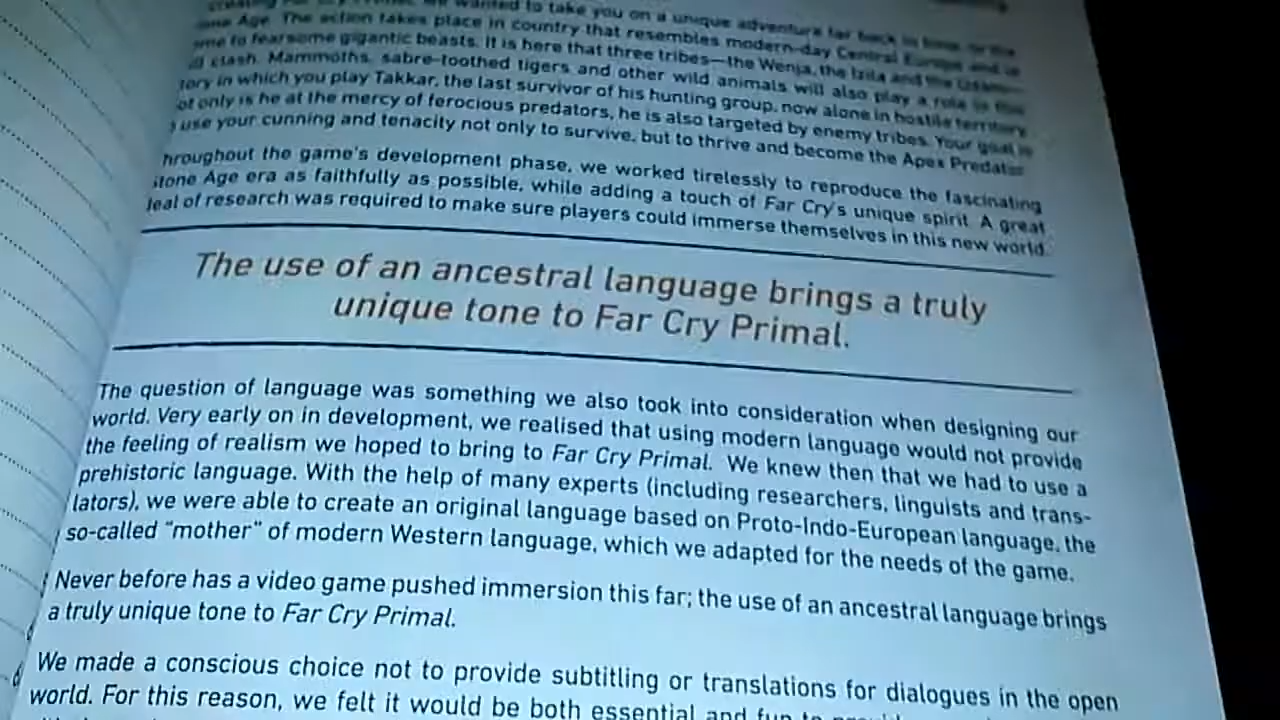 we wanted to take you on a unique adventure far back in time, to the
Age. The action takes place in country that resembles modern-day Central Europe and is
to fearsome gigantic beasts. It is here that three tribes—the Wenja, the Izila and the Udam—
clash. Mammoths, sabre-toothed tigers and other wild animals will also play a role in this
tory in which you play Takkar, the last survivor of his hunting group, now alone in hostile territory.
ot only is he at the mercy of ferocious predators, he is also targeted by enemy tribes. Your goal is
o use your cunning and tenacity not only to survive, but to thrive and become the Apex Predator.
hroughout the game's development phase, we worked tirelessly to reproduce the fascinating
Stone Age era as faithfully as possible, while adding a touch of Far Cry's unique spirit. A great
deal of research was required to make sure players could immerse themselves in this new world.
The use of an ancestral language brings a truly
unique tone to Far Cry Primal.
The question of language was something we also took into consideration when designing our
world. Very early on in development, we realised that using modern language would not provide
the feeling of realism we hoped to bring to Far Cry Primal. We knew then that we had to use a
prehistoric language. With the help of many experts (including researchers, linguists and trans-
lators), we were able to create an original language based on Proto-Indo-European language, the
so-called "mother" of modern Western language, which we adapted for the needs of the game.
Never before has a video game pushed immersion this far; the use of an ancestral language brings
a truly unique tone to Far Cry Primal.
We made a conscious choice not to provide subtitling or translations for dialogues in the open
world. For this reason, we felt it would be both essential and fun to